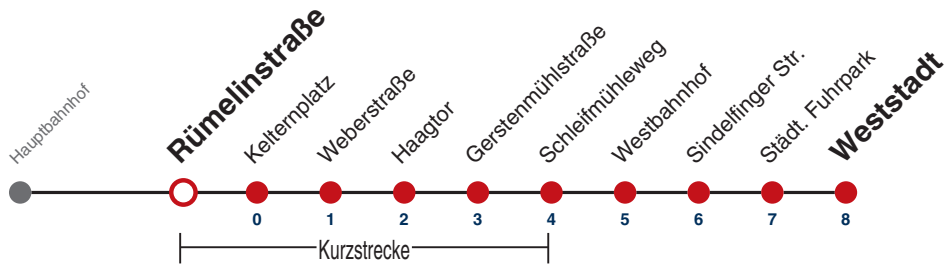 Hauptbahnhof
Rümelinstraße
Kelternplatz
Weberstraße
Haagtor
Gerstenmühlstraße
Schleifmühleweg
Westbahnhof
Sindelfinger Str.
Städt. Fuhrpark
Weststadt
0 1 2 3 4 5 6 7 8
Kurzstrecke